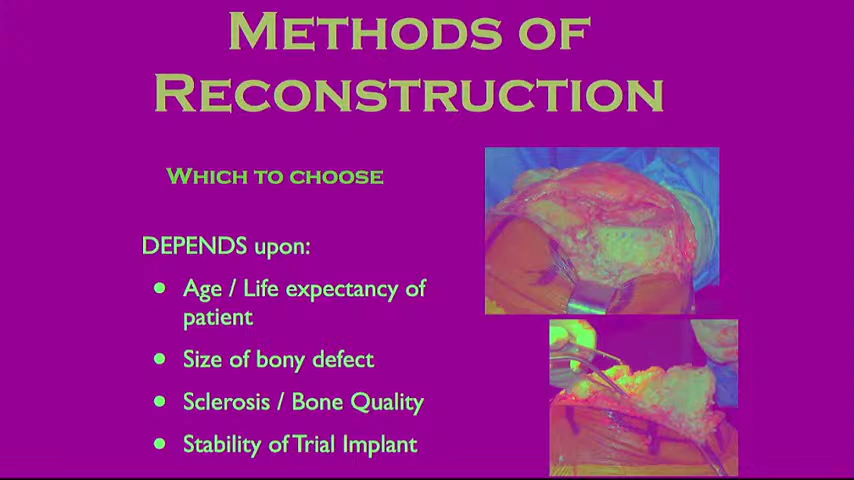 METHODS OF
RECONSTRUCTION
WHICH TO CHOOSE
DEPENDS upon:
• Age / Life expectancy of
patient
• Size of bony defect
• Sclerosis / Bone Quality
• Stability of Trial Implant